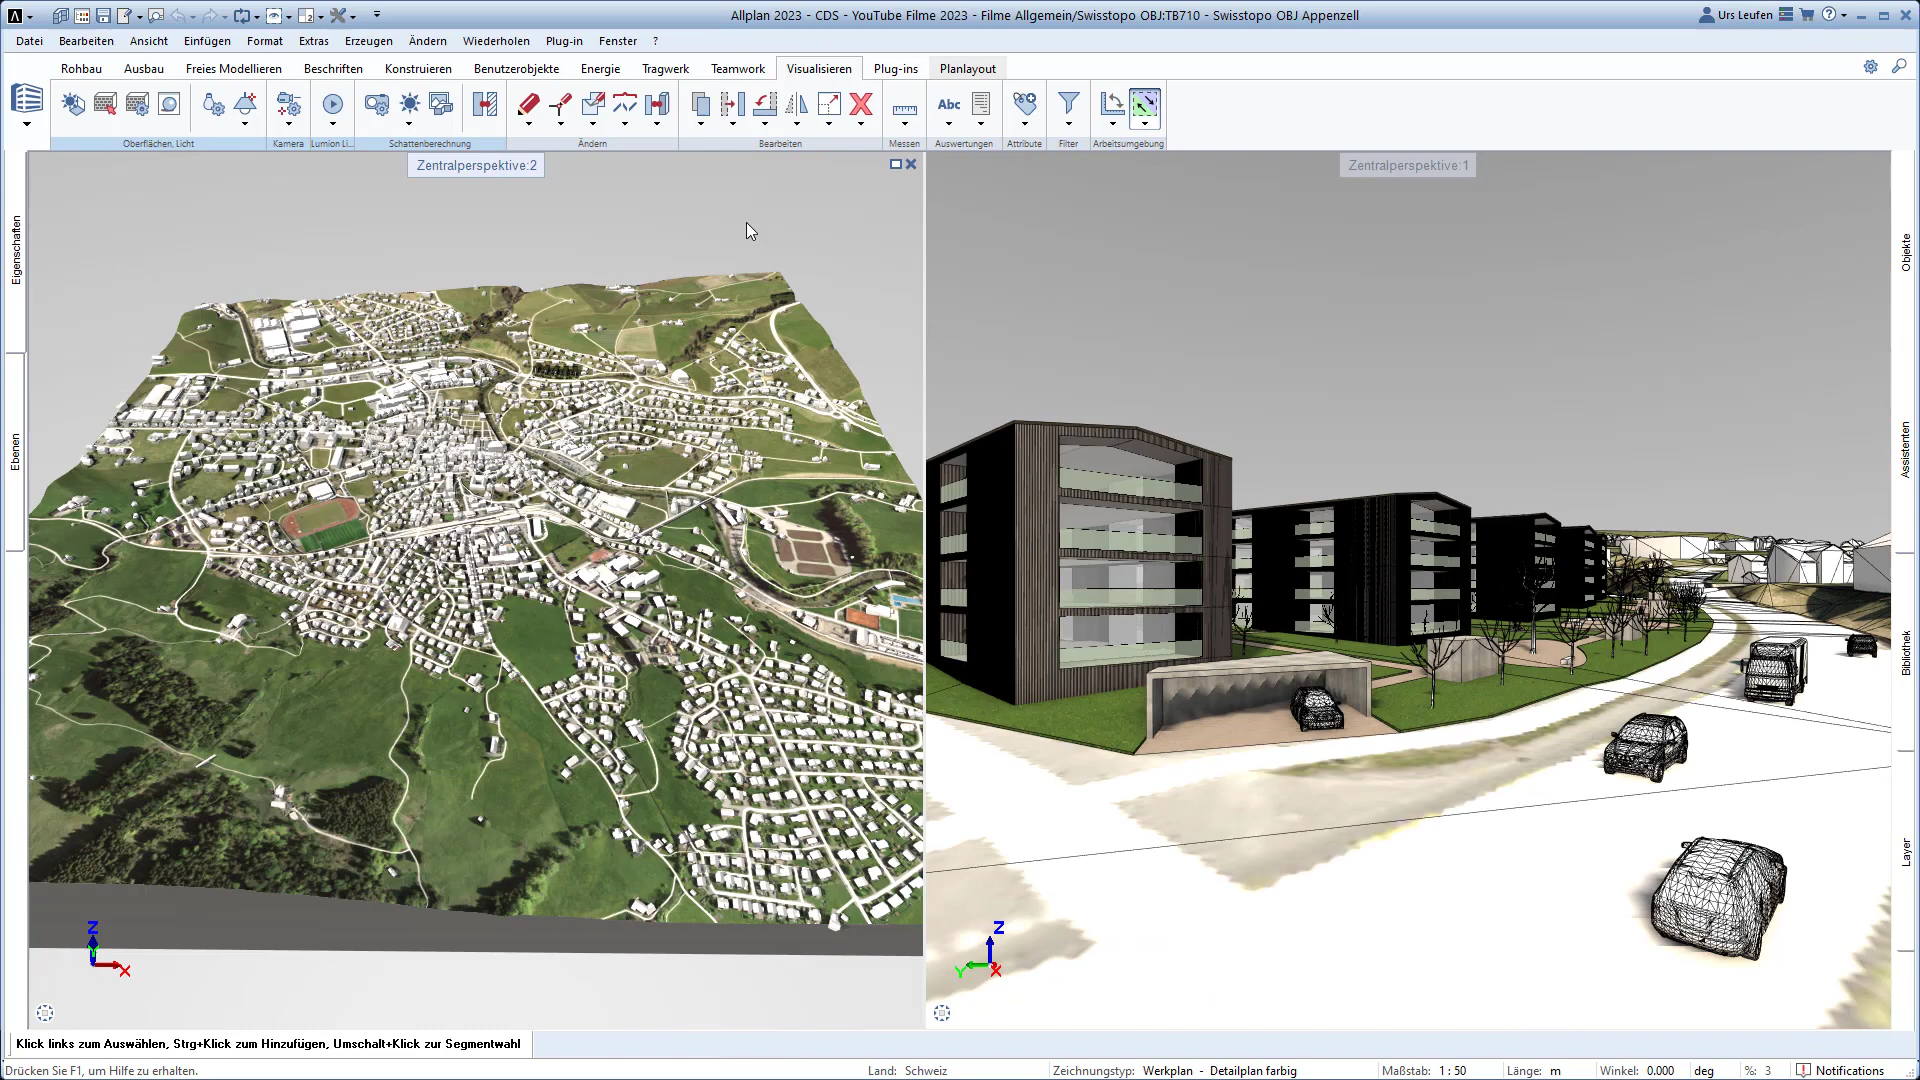 Allplan 2023 - CDS - YouTube Filme 2023 - Filme Allgemein/Swisstopo OBJ:TB710 - Swisstopo OBJ Appenzell
Urs Leufen
Datei Bearbeiten Ansicht Einfügen Format Extras Erzeugen Ändern Wiederholen Plug-in Fenster ?
Rohbau Ausbau Freies Modellieren Beschriften Konstruieren Benutzerobjekte Energie Tragwerk Teamwork Visualisieren Plug-ins Planlayout
Abc
Oberflächen, Licht Kamera Lumion Li... Schattenberechnung Ändern Bearbeiten Messen Auswertungen Attribute Filter Arbeitsumgebung
Zentralperspektive:2
Zentralperspektive:1
Eigenschaften
Ebenen
Objekte
Assistenten
Bibliothek
Layer
Z
X
Z
Y
X
Klick links zum Auswählen, Strg+Klick zum Hinzufügen, Umschalt+Klick zur Segmentwahl
Drücken Sie F1, um Hilfe zu erhalten. Land: Schweiz Zeichnungstyp: Werkplan - Detailplan farbig Maßstab: 1 : 50 Länge: m Winkel: 0.000 deg %: 3 Notifications